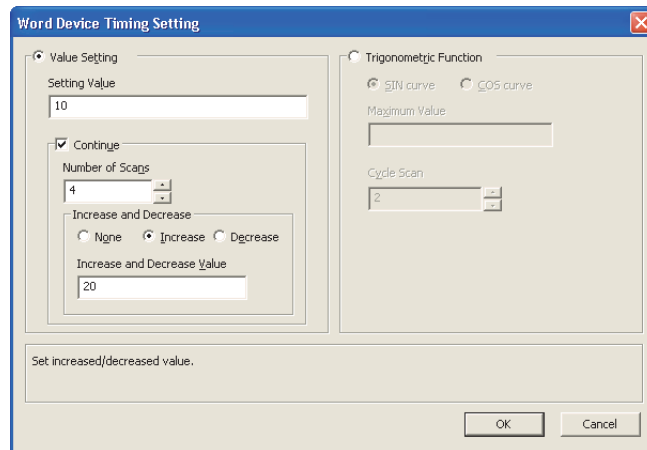 Word Device Timing Setting
Value Setting
Setting Value
10
Continue
Number of Scans
4
Increase and Decrease
None Increase Decrease
Increase and Decrease Value
20
Trigonometric Function
SIN curve COS curve
Maximum Value
Cycle Scan
2
Set increased/decreased value.
OK Cancel